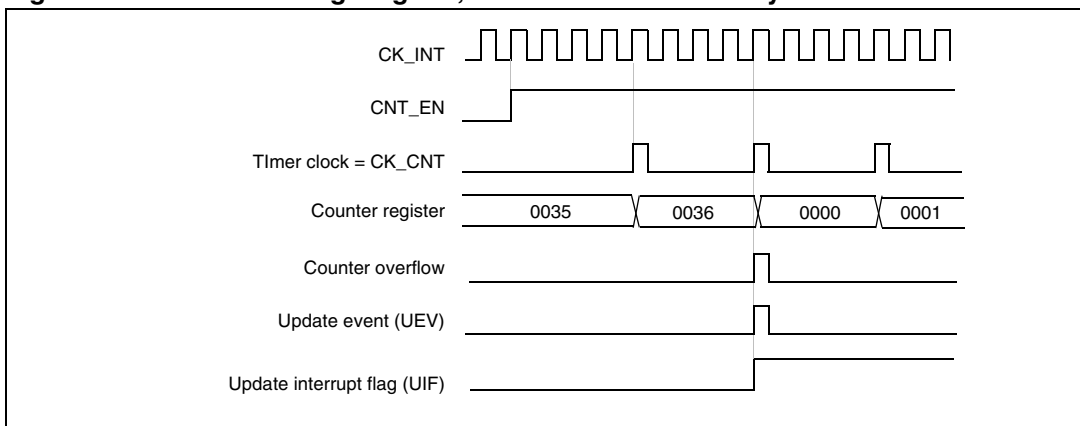 CK_INT
CNT_EN
TImer clock = CK_CNT
Counter register
0035 0036 0000 0001
Counter overflow
Update event (UEV)
Update interrupt flag (UIF)